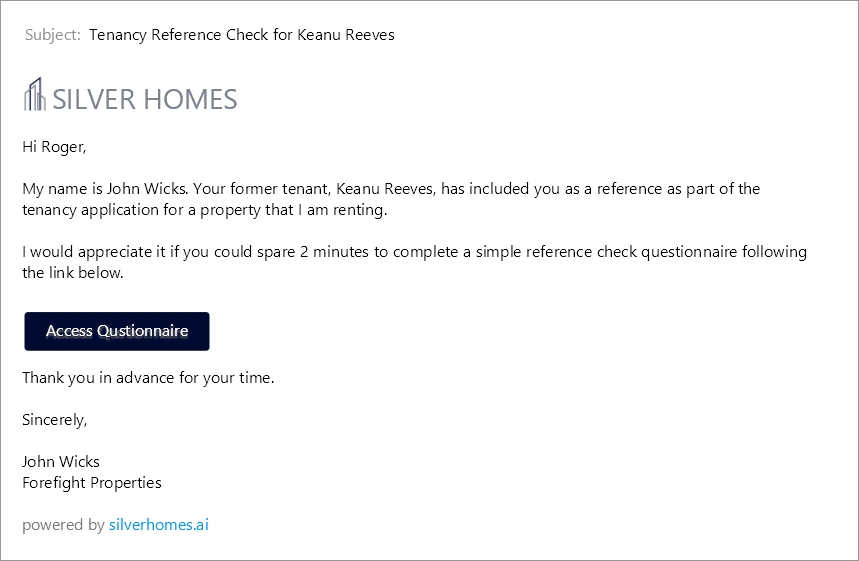 Subject: Tenancy Reference Check for Keanu Reeves
SILVER HOMES
Hi Roger,
My name is John Wicks. Your former tenant, Keanu Reeves, has included you as a reference as part of the
tenancy application for a property that I am renting.
I would appreciate it if you could spare 2 minutes to complete a simple reference check questionnaire following
the link below.
Access Qustionnaire
Thank you in advance for your time.
Sincerely,
John Wicks
Forefight Properties
powered by silverhomes.ai